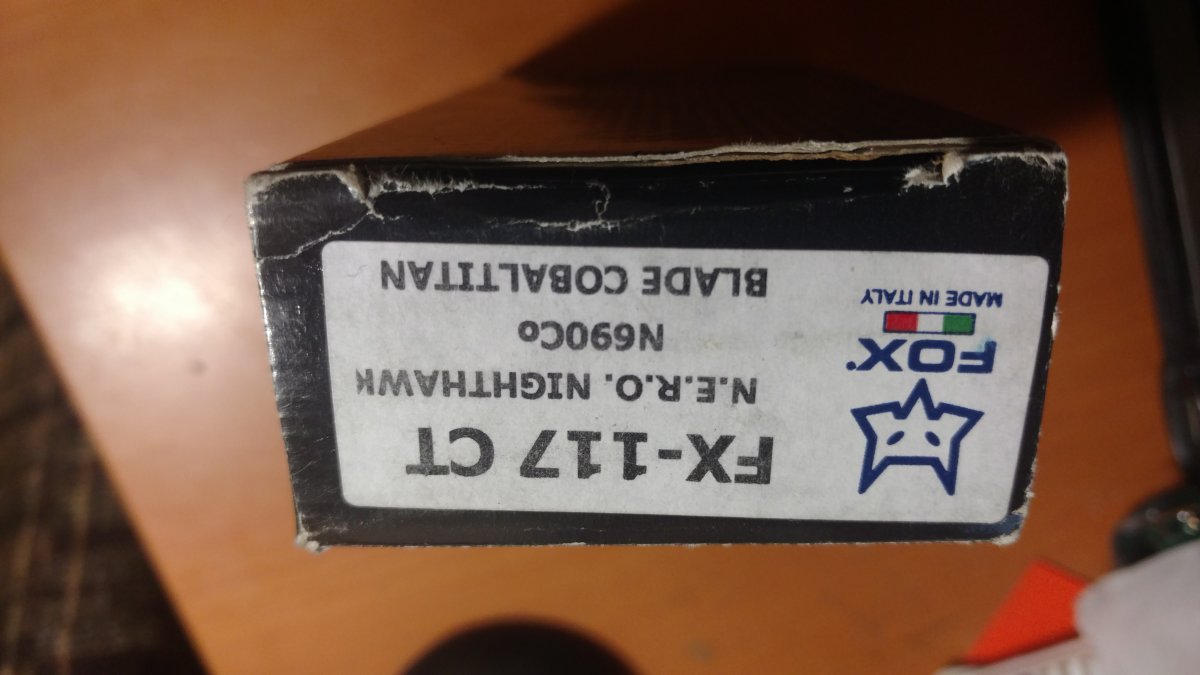 FOX®
MADE IN ITALY
FX-117 CT
N.E.R.O. NIGHTHAWK
N690Co
BLADE COBALTITAN